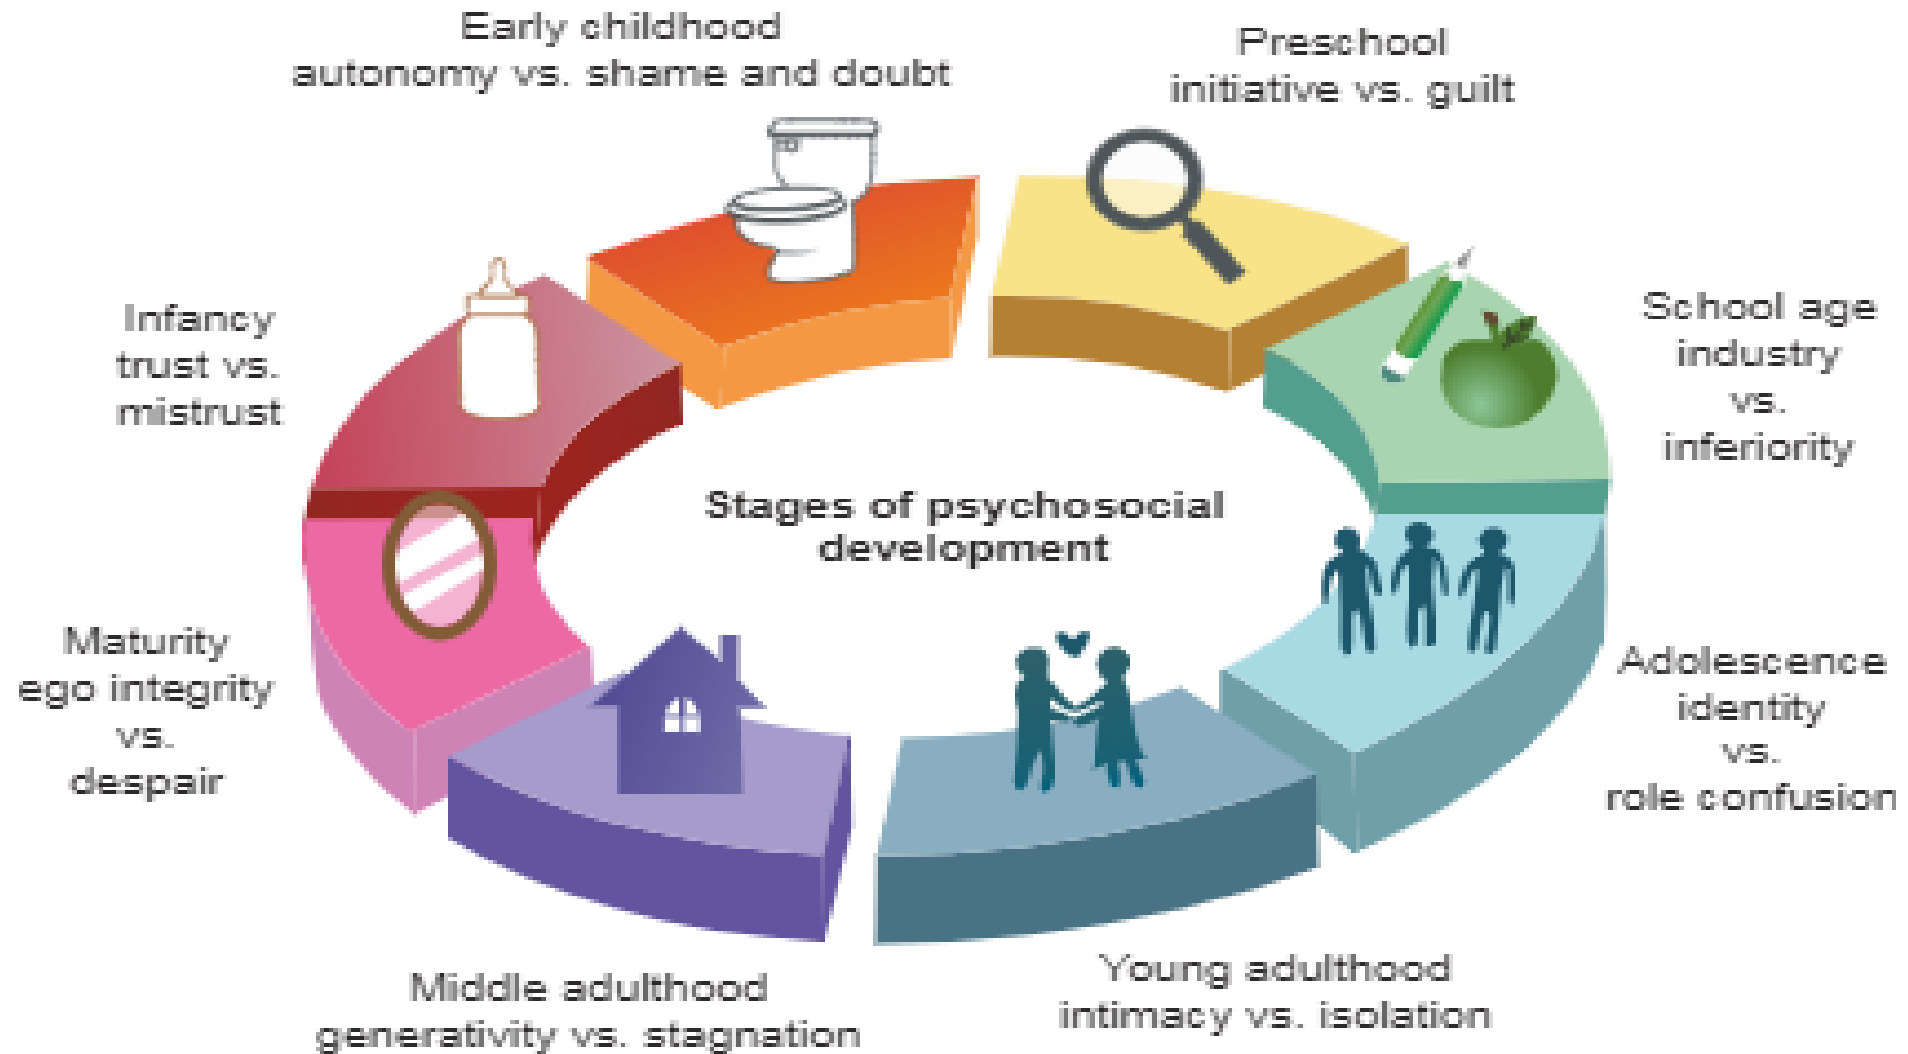 Early childhood
autonomy vs. shame and doubt
Preschool
initiative vs. guilt
Infancy
trust vs.
mistrust
School age
industry
vs.
inferiority
Stages of psychosocial
development
Maturity
ego integrity
vs.
despair
Adolescence
identity
vs.
role confusion
Middle adulthood
generativity vs. stagnation
Young adulthood
intimacy vs. isolation